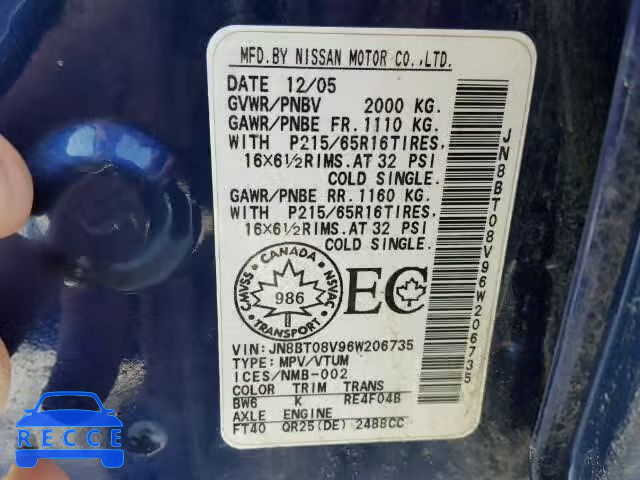 MFD.BY NISSAN MOTOR CO.,LTD.
DATE 12/05
GVWR/PNBV 2000 KG.
GAWR/PNBE FR. 1110 KG.
WITH P215/65R16TIRES,
16X6½RIMS.AT 32 PSI
COLD SINGLE.
GAWR/PNBE RR. 1160 KG.
WITH P215/65R16TIRES,
16X6½RIMS.AT 32 PSI
COLD SINGLE.
CANADA
CMVSS
NSVAC
986
TRANSPORT
EC
VIN: JN8BT08V96W206735
TYPE: MPV/VTUM
ICES/NMB-002
COLOR TRIM TRANS
BW6 K RE4F04B
AXLE ENGINE
FT40 QR25(DE) 2488CC
JN8BT08V96W206735
AUTOBIDMASTER